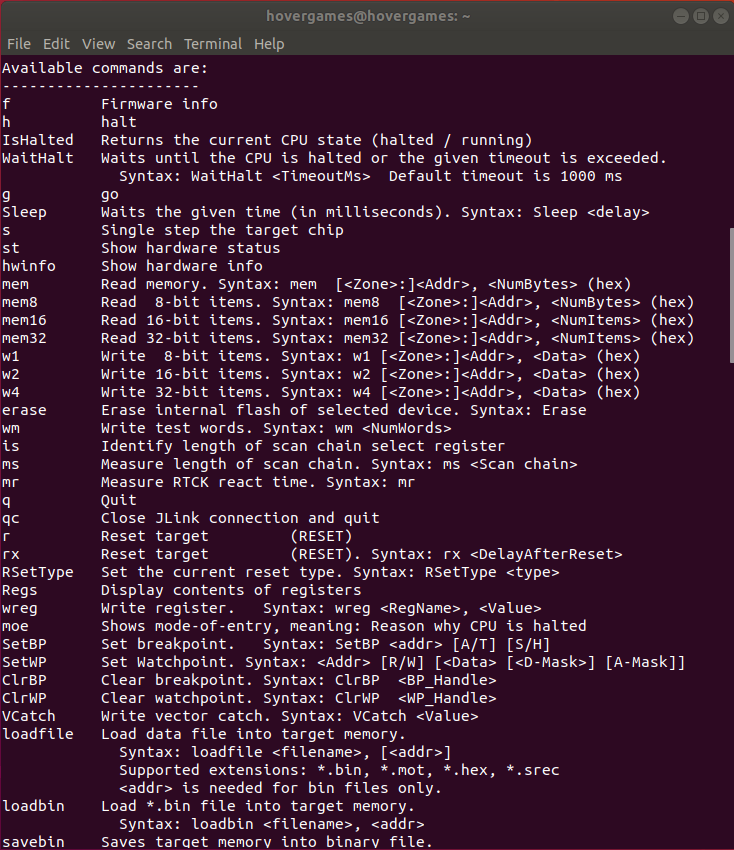 hovergames@hovergames: ~
File Edit View Search Terminal Help
Available commands are:
----------------------
f          Firmware info
h          halt
IsHalted   Returns the current CPU state (halted / running)
WaitHalt   Waits until the CPU is halted or the given timeout is exceeded.
             Syntax: WaitHalt <TimeoutMs>  Default timeout is 1000 ms
g          go
Sleep      Waits the given time (in milliseconds). Syntax: Sleep <delay>
s          Single step the target chip
st         Show hardware status
hwinfo     Show hardware info
mem        Read memory. Syntax: mem  [<Zone>:]<Addr>, <NumBytes> (hex)
mem8       Read  8-bit items. Syntax: mem8  [<Zone>:]<Addr>, <NumBytes> (hex)
mem16      Read 16-bit items. Syntax: mem16 [<Zone>:]<Addr>, <NumItems> (hex)
mem32      Read 32-bit items. Syntax: mem32 [<Zone>:]<Addr>, <NumItems> (hex)
w1         Write  8-bit items. Syntax: w1 [<Zone>:]<Addr>, <Data> (hex)
w2         Write 16-bit items. Syntax: w2 [<Zone>:]<Addr>, <Data> (hex)
w4         Write 32-bit items. Syntax: w4 [<Zone>:]<Addr>, <Data> (hex)
erase      Erase internal flash of selected device. Syntax: Erase
wm         Write test words. Syntax: wm <NumWords>
is         Identify length of scan chain select register
ms         Measure length of scan chain. Syntax: ms <Scan chain>
mr         Measure RTCK react time. Syntax: mr
q          Quit
qc         Close JLink connection and quit
r          Reset target         (RESET)
rx         Reset target         (RESET). Syntax: rx <DelayAfterReset>
RSetType   Set the current reset type. Syntax: RSetType <type>
Regs       Display contents of registers
wreg       Write register.   Syntax: wreg <RegName>, <Value>
moe        Shows mode-of-entry, meaning: Reason why CPU is halted
SetBP      Set breakpoint.   Syntax: SetBP <addr> [A/T] [S/H]
SetWP      Set Watchpoint. Syntax: <Addr> [R/W] [<Data> [<D-Mask>] [A-Mask]]
ClrBP      Clear breakpoint. Syntax: ClrBP  <BP_Handle>
ClrWP      Clear watchpoint. Syntax: ClrWP  <WP_Handle>
VCatch     Write vector catch. Syntax: VCatch <Value>
loadfile   Load data file into target memory.
             Syntax: loadfile <filename>, [<addr>]
             Supported extensions: *.bin, *.mot, *.hex, *.srec
             <addr> is needed for bin files only.
loadbin    Load *.bin file into target memory.
             Syntax: loadbin <filename>, <addr>
savebin    Saves target memory into binary file.